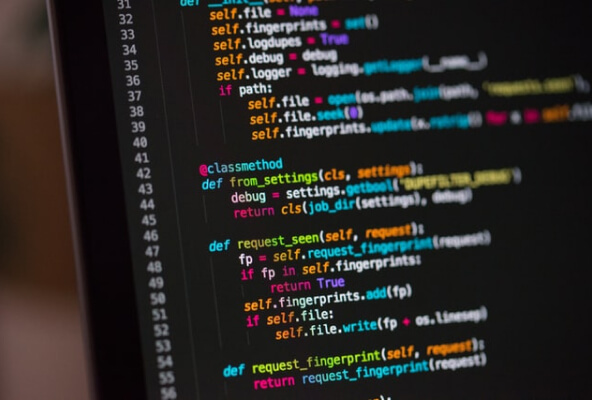 31 def __init__(self,
32 self.file = None
33 self.fingerprints = set()
34 self.logdupes = True
35 self.debug = debug
36 self.logger = logging.getLogger(__name__)
37 if path:
38 self.file = open(os.path.join(path, 'requests.seen'),
39 self.file.seek(0)
40 self.fingerprints.update(x.rstrip() for x in self.file
41
42 @classmethod
43 def from_settings(cls, settings):
44 debug = settings.getbool('DUPEFILTER_DEBUG')
45 return cls(job_dir(settings), debug)
46
47 def request_seen(self, request):
48 fp = self.request_fingerprint(request)
49 if fp in self.fingerprints:
50 return True
51 self.fingerprints.add(fp)
52 if self.file:
53 self.file.write(fp + os.linesep)
54
55 def request_fingerprint(self, request):
56 return request_fingerprint(request)